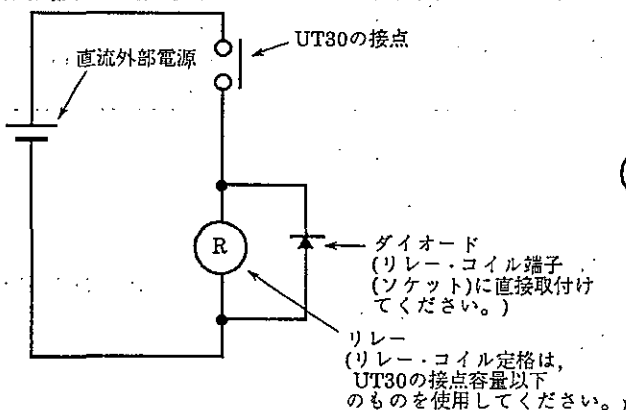 UT30の接点
直流外部電源
R
ダイオード
(リレー・コイル端子
(ソケット)に直接取付け
てください。)
リレー
(リレー・コイル定格は,
UT30の接点容量以下
のものを使用してください。)